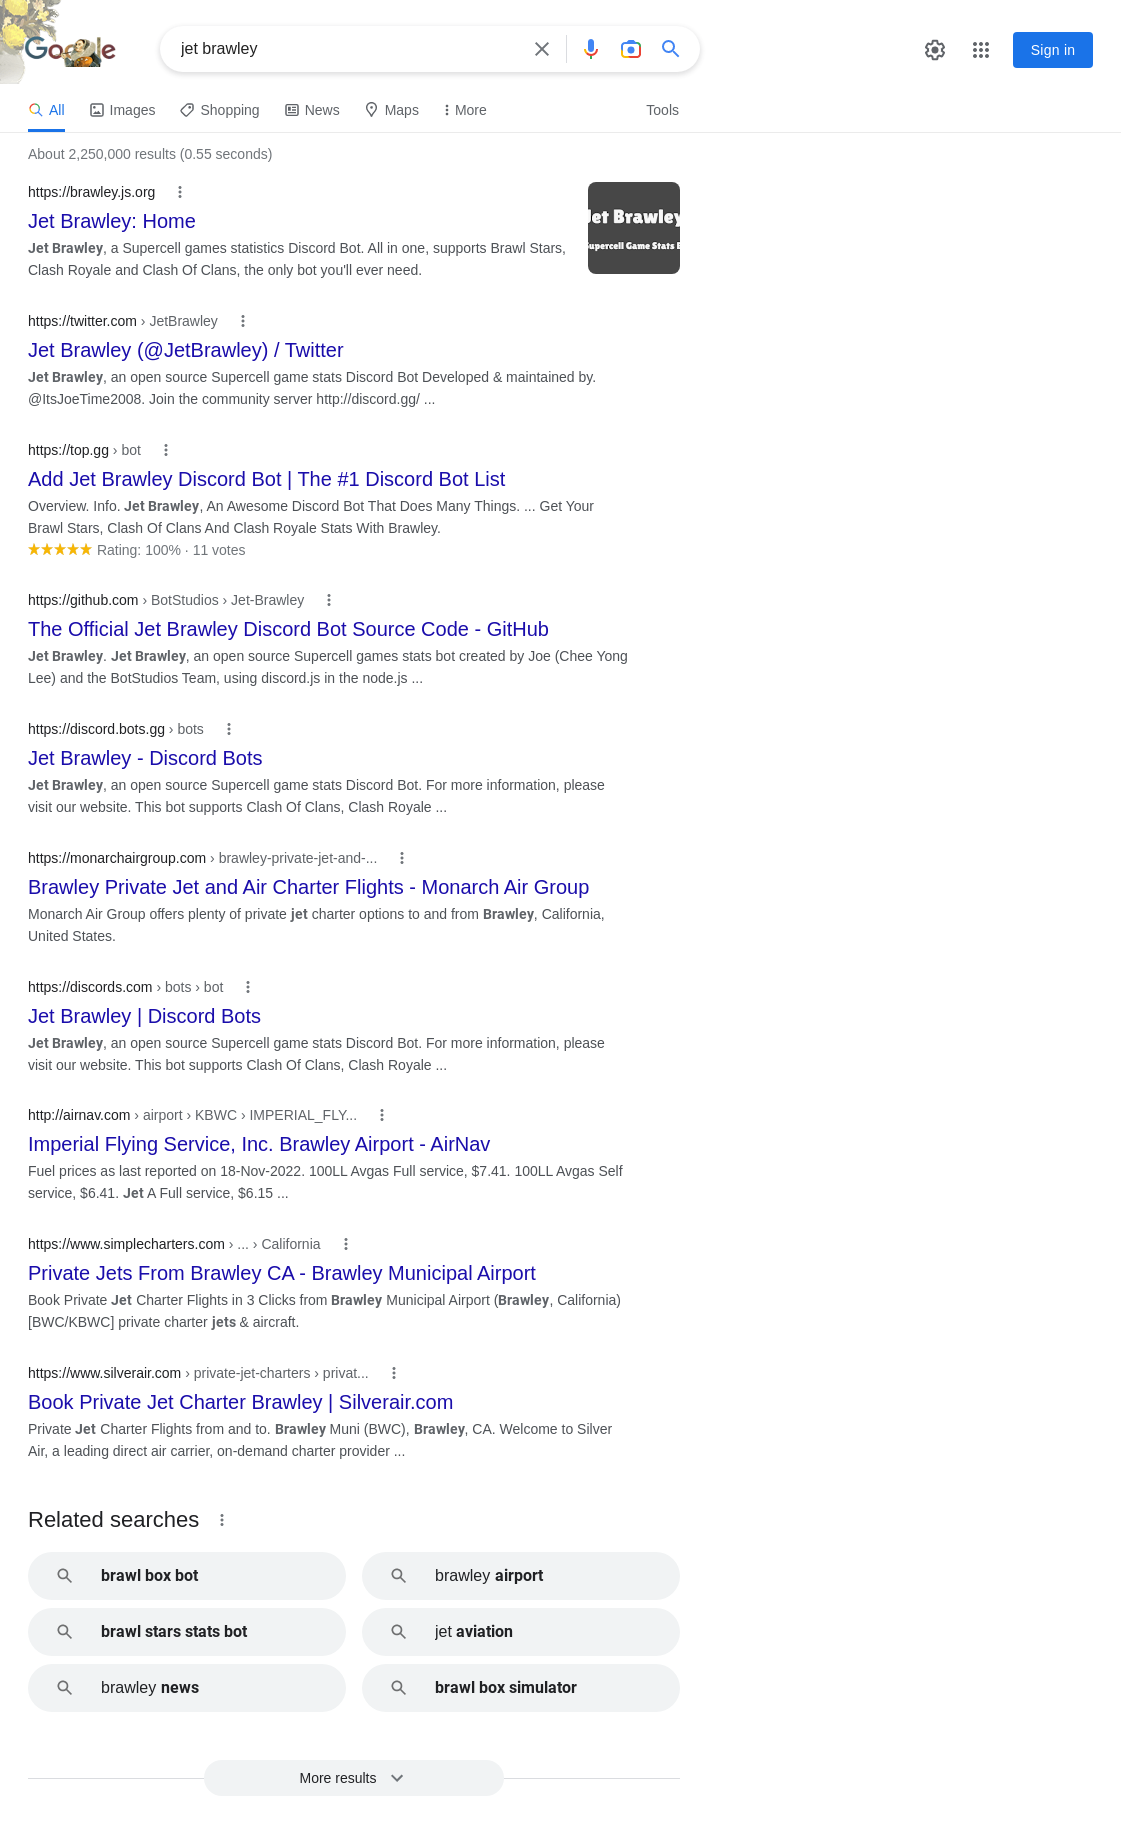 Google
jet brawley
Sign in
All
Images
Shopping
News
Maps
More
Tools
About 2,250,000 results (0.55 seconds)
https://brawley.js.org
Jet Brawley: Home
Jet Brawley, a Supercell games statistics Discord Bot. All in one, supports Brawl Stars,
Clash Royale and Clash Of Clans, the only bot you'll ever need.
Jet Brawley
Supercell Game Stats B
https://twitter.com › JetBrawley
Jet Brawley (@JetBrawley) / Twitter
Jet Brawley, an open source Supercell game stats Discord Bot Developed & maintained by.
@ItsJoeTime2008. Join the community server http://discord.gg/ ...
https://top.gg › bot
Add Jet Brawley Discord Bot | The #1 Discord Bot List
Overview. Info. Jet Brawley, An Awesome Discord Bot That Does Many Things. ... Get Your
Brawl Stars, Clash Of Clans And Clash Royale Stats With Brawley.
Rating: 100% · 11 votes
https://github.com › BotStudios › Jet-Brawley
The Official Jet Brawley Discord Bot Source Code - GitHub
Jet Brawley. Jet Brawley, an open source Supercell games stats bot created by Joe (Chee Yong
Lee) and the BotStudios Team, using discord.js in the node.js ...
https://discord.bots.gg › bots
Jet Brawley - Discord Bots
Jet Brawley, an open source Supercell game stats Discord Bot. For more information, please
visit our website. This bot supports Clash Of Clans, Clash Royale ...
https://monarchairgroup.com › brawley-private-jet-and-...
Brawley Private Jet and Air Charter Flights - Monarch Air Group
Monarch Air Group offers plenty of private jet charter options to and from Brawley, California,
United States.
https://discords.com › bots › bot
Jet Brawley | Discord Bots
Jet Brawley, an open source Supercell game stats Discord Bot. For more information, please
visit our website. This bot supports Clash Of Clans, Clash Royale ...
http://airnav.com › airport › KBWC › IMPERIAL_FLY...
Imperial Flying Service, Inc. Brawley Airport - AirNav
Fuel prices as last reported on 18-Nov-2022. 100LL Avgas Full service, $7.41. 100LL Avgas Self
service, $6.41. Jet A Full service, $6.15 ...
https://www.simplecharters.com › ... › California
Private Jets From Brawley CA - Brawley Municipal Airport
Book Private Jet Charter Flights in 3 Clicks from Brawley Municipal Airport (Brawley, California)
[BWC/KBWC] private charter jets & aircraft.
https://www.silverair.com › private-jet-charters › privat...
Book Private Jet Charter Brawley | Silverair.com
Private Jet Charter Flights from and to. Brawley Muni (BWC), Brawley, CA. Welcome to Silver
Air, a leading direct air carrier, on-demand charter provider ...
Related searches
brawl box bot
brawley airport
brawl stars stats bot
jet aviation
brawley news
brawl box simulator
More results